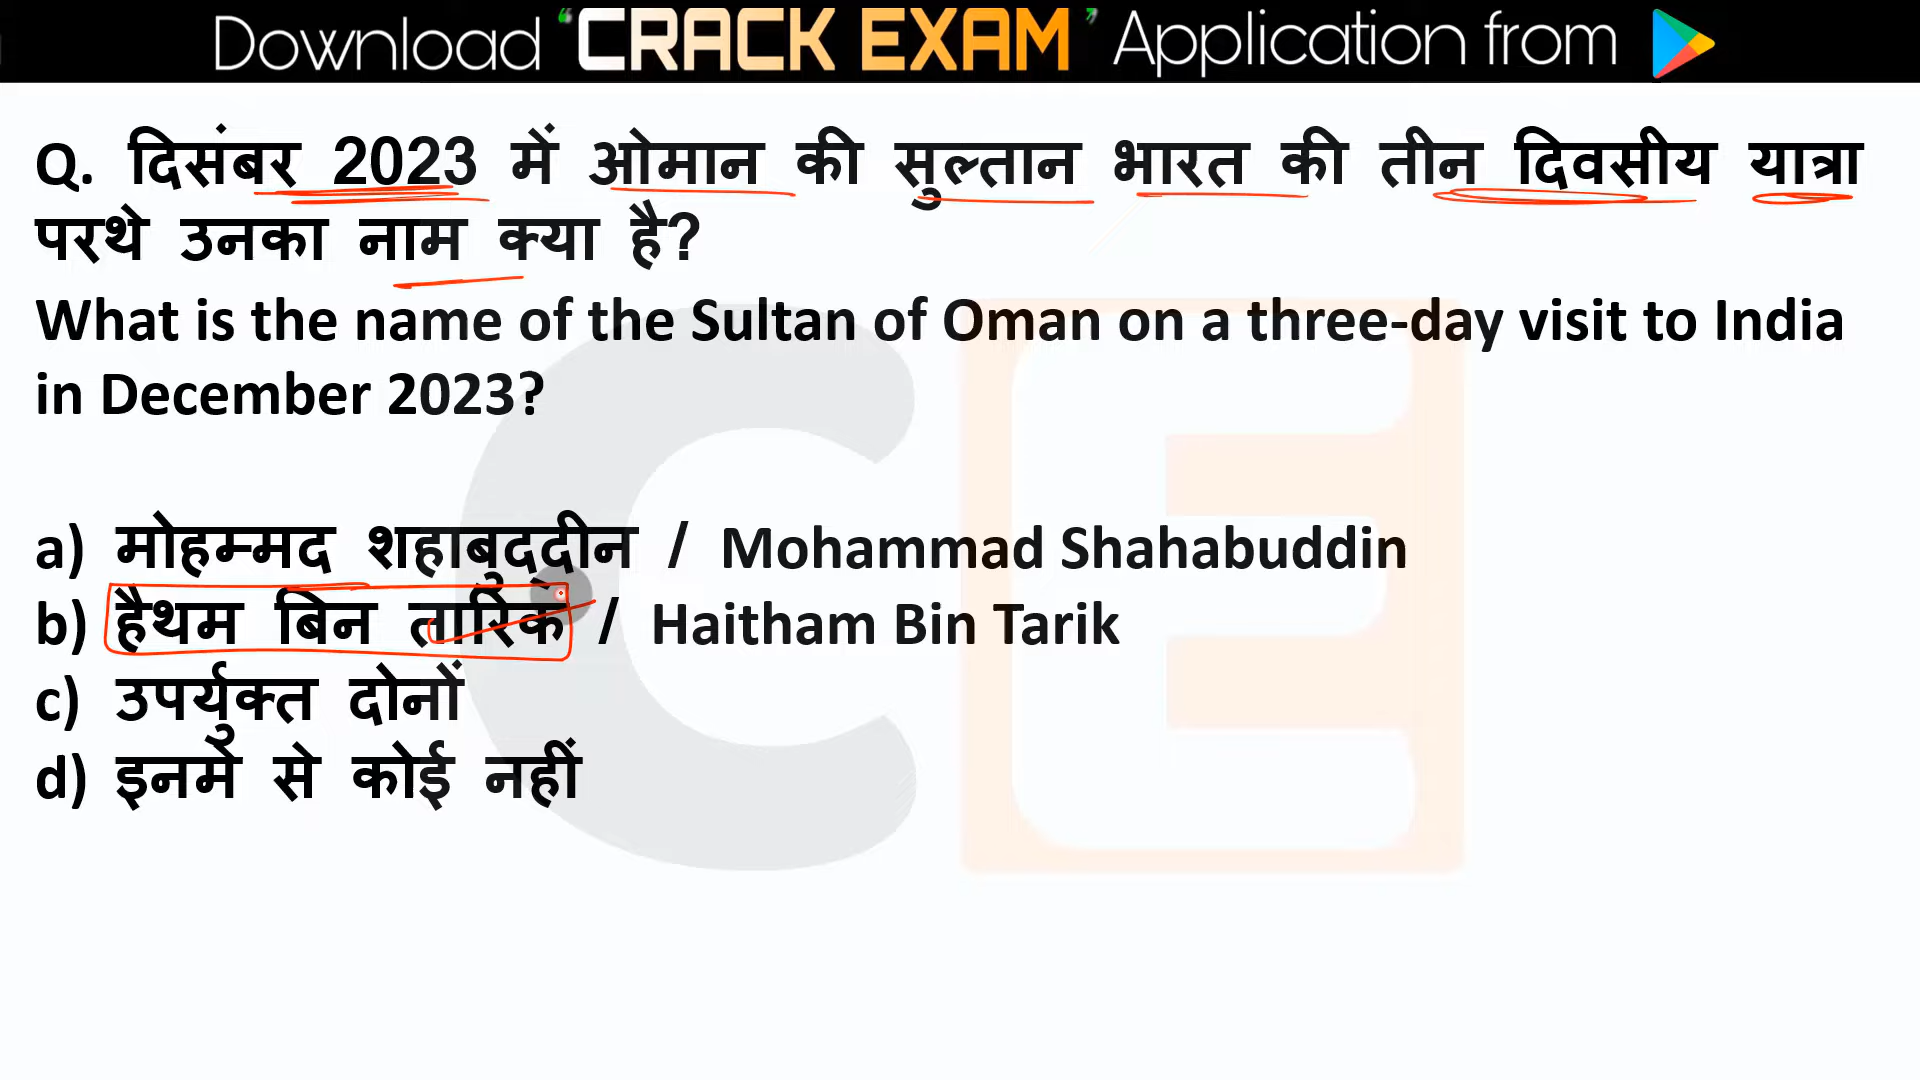 Download ‘CRACK EXAM’ Application from
Q. दिसंबर 2023 में ओमान की सुल्तान भारत की तीन दिवसीय यात्रा
परथे उनका नाम क्या है?
What is the name of the Sultan of Oman on a three-day visit to India
in December 2023?
a) मोहम्मद शहाबुददीन / Mohammad Shahabuddin
b) हैथम बिन तारिक / Haitham Bin Tarik
c) उपर्युक्त दोनों
d) इनमे से कोई नहीं
CE